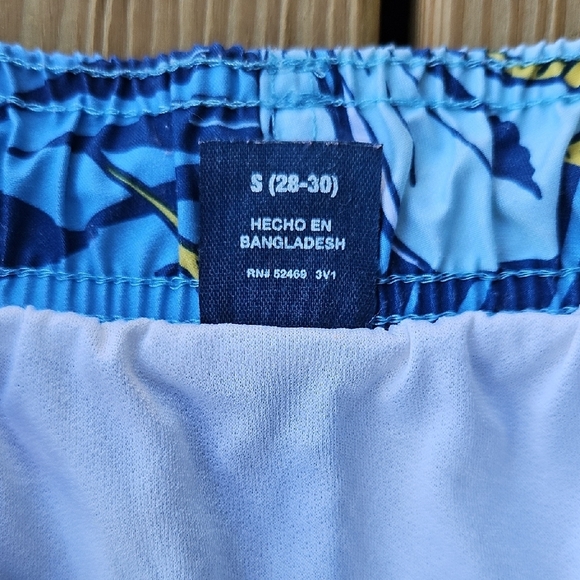 S (28-30)
HECHO EN
BANGLADESH
RN# 52469 3V1